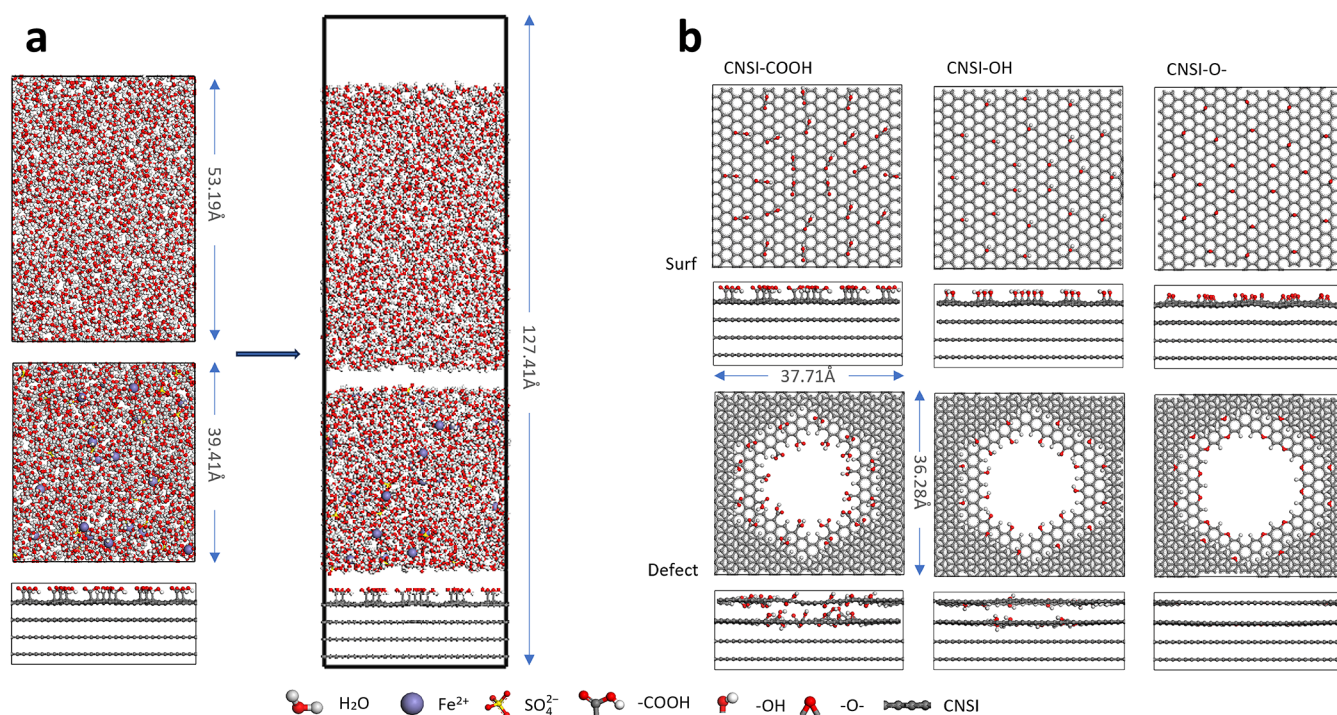 a
53.19Å
39.41Å
127.41Å
b
CNSI-COOH
CNSI-OH
CNSI-O-
Surf
37.71Å
36.28Å
Defect
H₂O
Fe²⁺
SO₄²⁻
-COOH
-OH
-O-
CNSI